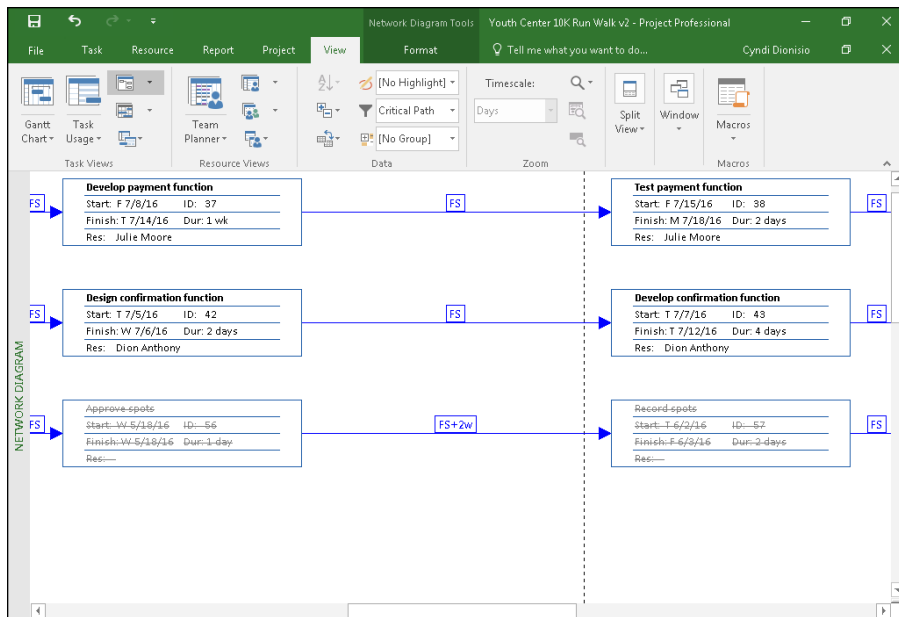 Network Diagram Tools
Youth Center 10K Run Walk v2 - Project Professional
File Task Resource Report Project View Format Tell me what you want to do... Cyndi Dionisio
[No Highlight]
Timescale:
Critical Path
Days
Gantt Chart
Task Usage
Team Planner
[No Group]
Split View
Window
Macros
Task Views Resource Views Data Zoom Macros
NETWORK DIAGRAM
Develop payment function
FS
Start: F 7/8/16 ID: 37
Finish: T 7/14/16 Dur: 1 wk
Res: Julie Moore
FS
Test payment function
Start: F 7/15/16 ID: 38
Finish: M 7/18/16 Dur: 2 days
Res: Julie Moore
FS
Design confirmation function
FS
Start: T 7/5/16 ID: 42
Finish: W 7/6/16 Dur: 2 days
Res: Dion Anthony
FS
Develop confirmation function
Start: T 7/7/16 ID: 43
Finish: T 7/12/16 Dur: 4 days
Res: Dion Anthony
FS
Approve spots
FS
Start: W 5/18/16 ID: 56
Finish: W 5/18/16 Dur: 1 day
Res:
FS+2w
Record spots
Start: T 6/2/16 ID: 57
Finish: F 6/3/16 Dur: 2 days
Res:
FS